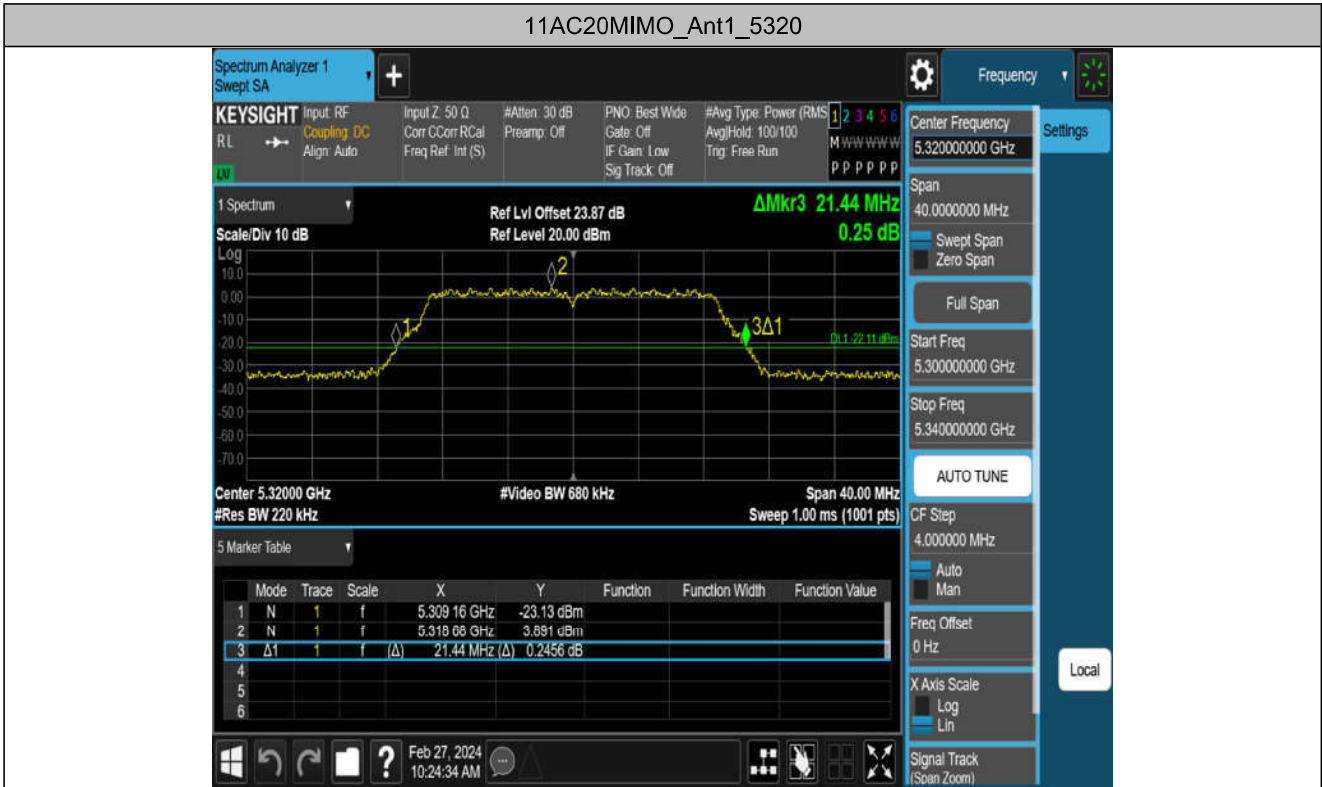 11AC20MIMO_Ant1_5320
Spectrum Analyzer 1
Swept SA
+
Frequency
KEYSIGHT
RL
LXI
Input: RF
Coupling: DC
Align: Auto
Input Z: 50 Ω
Corr CCorr RCal
Freq Ref: Int (S)
#Atten: 30 dB
Preamp: Off
PNO: Best Wide
Gate: Off
IF Gain: Low
Sig Track: Off
#Avg Type: Power (RMS
Avg|Hold: 100/100
Trig: Free Run
1 2 3 4 5 6
M W W W W W
P P P P P P
Center Frequency
5.320000000 GHz
Settings
Span
40.0000000 MHz
Swept Span
Zero Span
Full Span
Start Freq
5.300000000 GHz
Stop Freq
5.340000000 GHz
AUTO TUNE
CF Step
4.000000 MHz
Auto
Man
Freq Offset
0 Hz
X Axis Scale
Log
Lin
Signal Track
(Span Zoom)
Local
1 Spectrum
Scale/Div 10 dB
Ref Lvl Offset 23.87 dB
Ref Level 20.00 dBm
ΔMkr3 21.44 MHz
0.25 dB
Log
10.0
0.00
-10.0
-20.0
-30.0
-40.0
-50.0
-60.0
-70.0
1
2
3Δ1
DL1 -22.11 dBm
Center 5.32000 GHz
#Video BW 680 kHz
Span 40.00 MHz
#Res BW 220 kHz
Sweep 1.00 ms (1001 pts)
5 Marker Table
Mode Trace Scale X Y Function Function Width Function Value
1 N 1 f 5.309 16 GHz -23.13 dBm
2 N 1 f 5.318 68 GHz 3.891 dBm
3 Δ1 1 f (Δ) 21.44 MHz (Δ) 0.2456 dB
4
5
6
?
Feb 27, 2024
10:24:34 AM